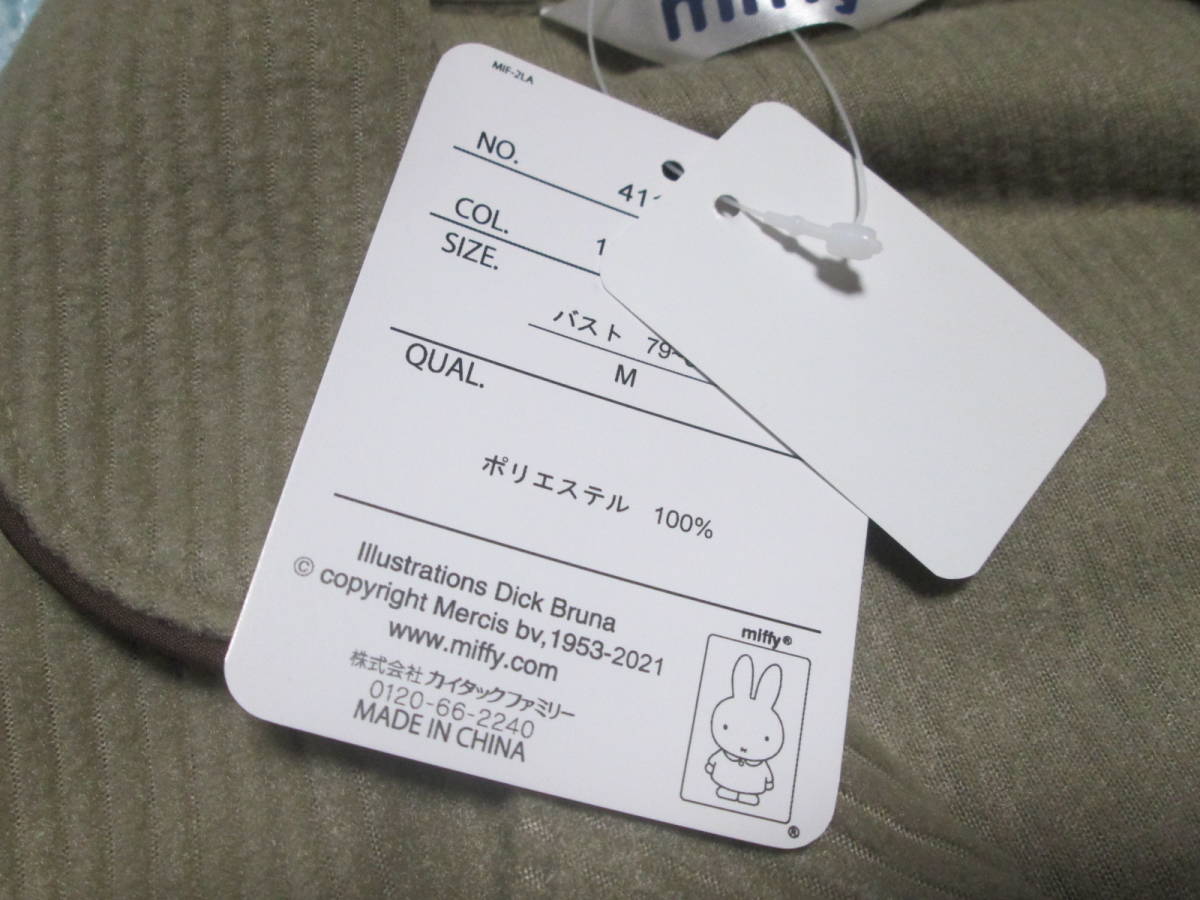 miffy
MIF-2LA
NO.
COL.
1
SIZE.
バスト
M
QUAL.
ポリエステル 100%
Illustrations Dick Bruna
© copyright Mercis bv,1953-2021
www.miffy.com
株式会社 カイタックファミリー
0120-66-2240
MADE IN CHINA
miffy®
®